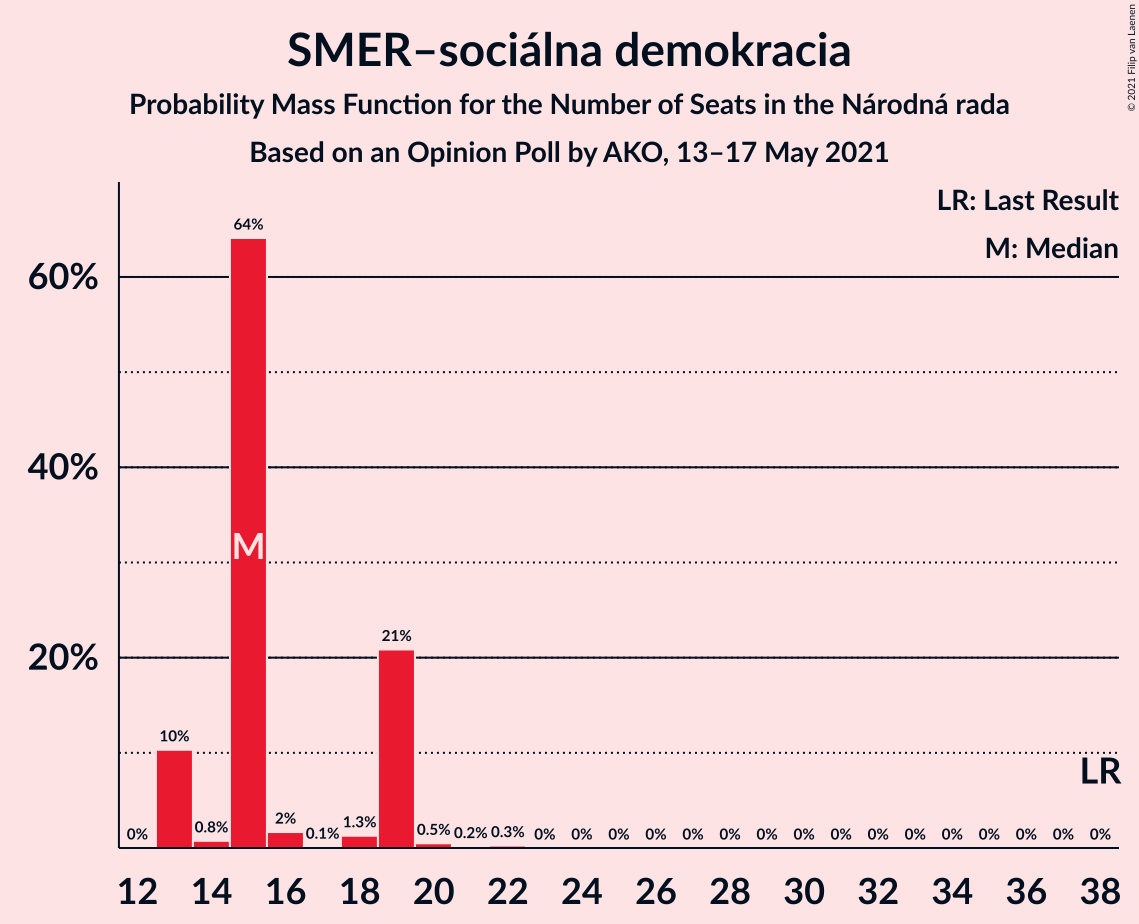 SMER–sociálna demokracia
Probability Mass Function for the Number of Seats in the Národná rada
Based on an Opinion Poll by AKO, 13–17 May 2021
© 2021 Filip van Laenen
LR: Last Result
M: Median
60%
40%
20%
0% 10% 0.8% 64% 2% 0.1% 1.3% 21% 0.5% 0.2% 0.3% 0% 0% 0% 0% 0% 0% 0% 0% 0% 0% 0% 0% 0% 0% 0% 0%
M
LR
12 14 16 18 20 22 24 26 28 30 32 34 36 38